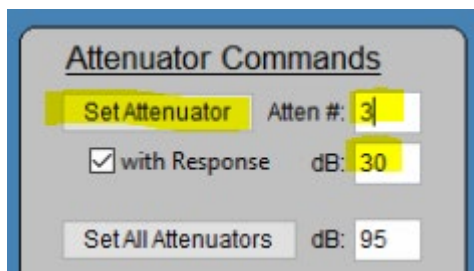 Attenuator Commands
Set Attenuator Atten #: 3
with Response dB: 30
Set All Attenuators dB: 95